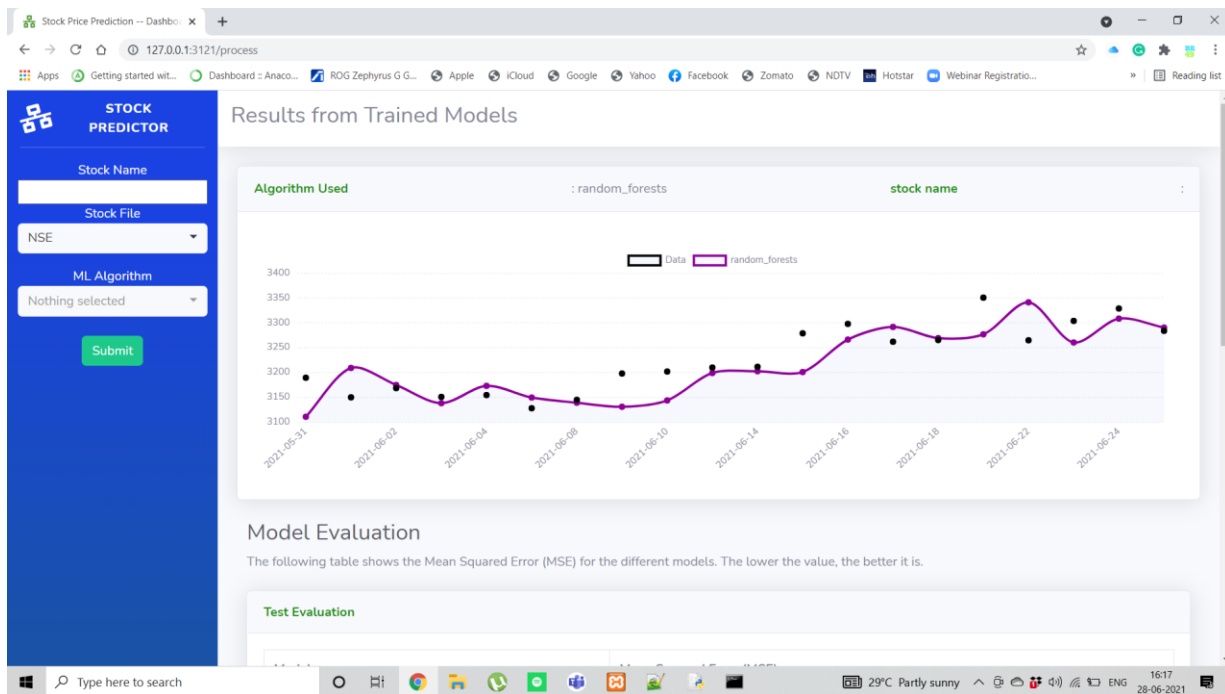 Stock Price Prediction -- Dashbo
127.0.0.1:3121/process
Apps Getting started wit... Dashboard :: Anaco... ROG Zephyrus G G... Apple iCloud Google Yahoo Facebook Zomato NDTV Hotstar Webinar Registratio... » Reading list
STOCK
PREDICTOR
Stock Name
Stock File
NSE
ML Algorithm
Nothing selected
Submit
Results from Trained Models
Algorithm Used : random_forests stock name :
Data random_forests
3400
3350
3300
3250
3200
3150
3100
2021-05-31 2021-06-02 2021-06-04 2021-06-08 2021-06-10 2021-06-14 2021-06-16 2021-06-18 2021-06-22 2021-06-24
Model Evaluation
The following table shows the Mean Squared Error (MSE) for the different models. The lower the value, the better it is.
Test Evaluation
Type here to search
29°C Partly sunny ENG 16:17
28-06-2021